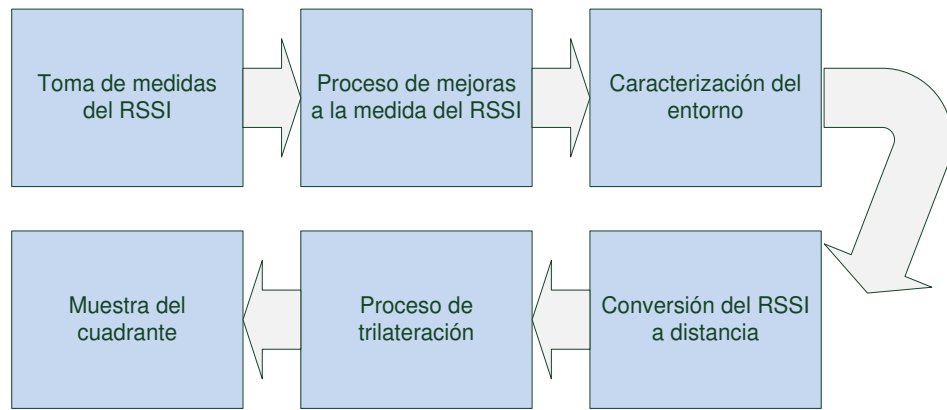 Toma de medidas
del RSSI
Proceso de mejoras
a la medida del RSSI
Caracterización del
entorno
Conversión del RSSI
a distancia
Proceso de
trilateración
Muestra del
cuadrante